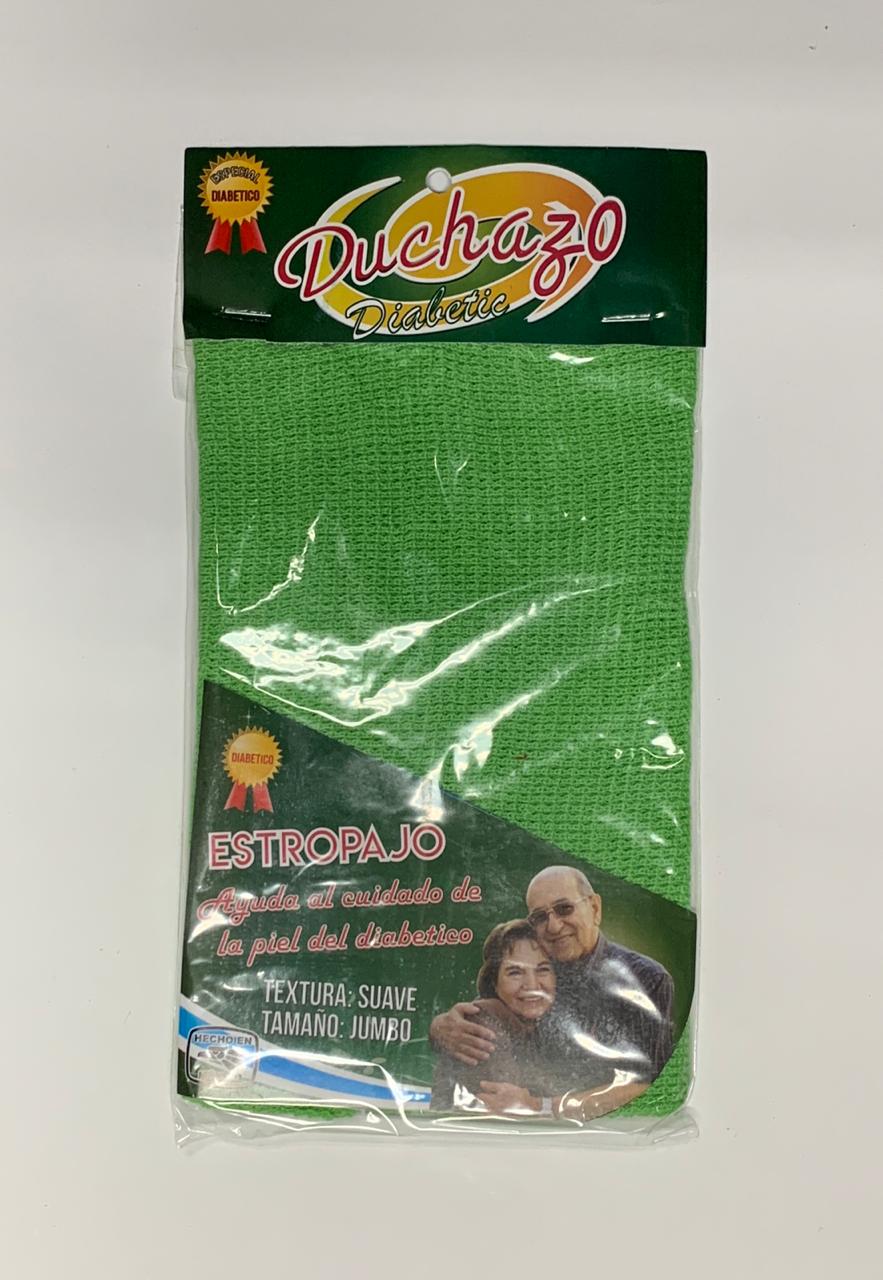 ESPECIAL
DIABETICO
Duchazo
Diabetic
DIABETICO
ESTROPAJO
Ayuda al cuidado de
la piel del diabetico
TEXTURA: SUAVE
TAMAÑO: JUMBO
HECHO EN